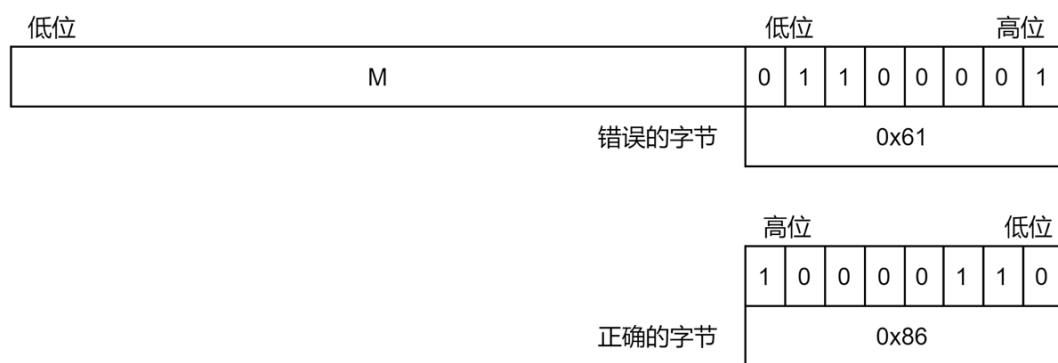 低位 低位 高位
M 0 1 1 0 0 0 0 1
错误的字节 0x61
高位 低位
1 0 0 0 0 1 1 0
正确的字节 0x86